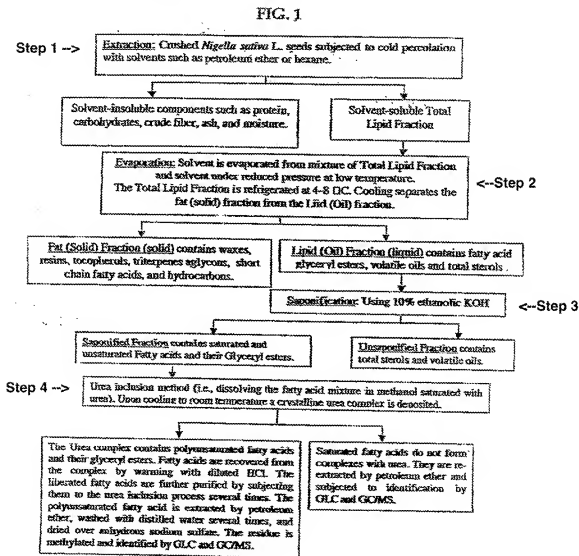 FIG. 1
Step 1 -->
Extraction: Crushed Nigella sativa L. seeds subjected to cold percolation
with solvents such as petroleum ether or hexane.
Solvent-insoluble components such as protein,
carbohydrates, crude fiber, ash, and moisture.
Solvent-soluble Total
Lipid Fraction
Evaporation: Solvent is evaporated from mixture of Total Lipid Fraction
and solvent under reduced pressure at low temperature.
The Total Lipid Fraction is refrigerated at 4-8 □C. Cooling separates the
fat (solid) fraction from the Liid (Oil) fraction.
<--Step 2
Fat (Solid) Fraction (solid) contains waxes,
resins, tocopherols, triterpenes aglycons, short
chain fatty acids, and hydrocarbons.
Lipid (Oil) Fraction (liquid) contains fatty acid
glyceryl esters, volatile oils and total sterols.
Saponification: Using 10% ethanolic KOH
<--Step 3
Saponified Fraction contains saturated and
unsaturated Fatty acids and their Glyceryl esters.
Unsaponified Fraction contains
total sterols and volatile oils.
Step 4 -->
Urea inclusion method (i.e., dissolving the fatty acid mixture in methanol saturated with
urea). Upon cooling to room temperature a crystalline urea complex is deposited.
The Urea complex contains polyunsaturated fatty acids
and their glyceryl esters. Fatty acids are recovered from
the complex by warming with diluted HCl. The
liberated fatty acids are further purified by subjecting
them to the urea inclusion process several times. The
polyunsaturated fatty acid is extracted by petroleum
ether, washed with distilled water several times, and
dried over anhydrous sodium sulfate. The residue is
methylated and identified by GLC and GC/MS.
Saturated fatty acids do not form
complexes with urea. They are re-
extracted by petroleum ether and
subjected to identification by
GLC and GC/MS.